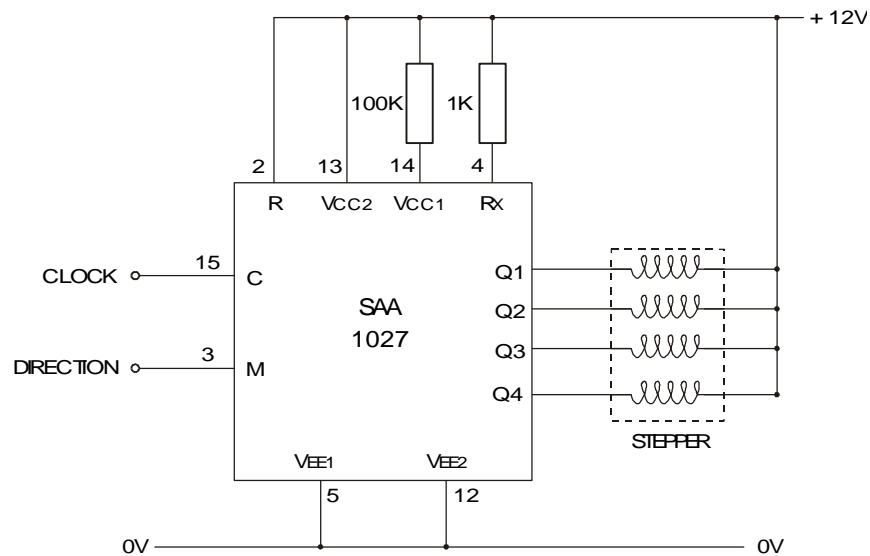 + 12V
100K 1K
2 13 14 4
R VCC2 VCC1 RX
CLOCK 15 C
Q1
SAA
1027
Q2
Q3
DIRECTION 3 M
Q4
STEPPER
VEE1 VEE2
5 12
0V 0V